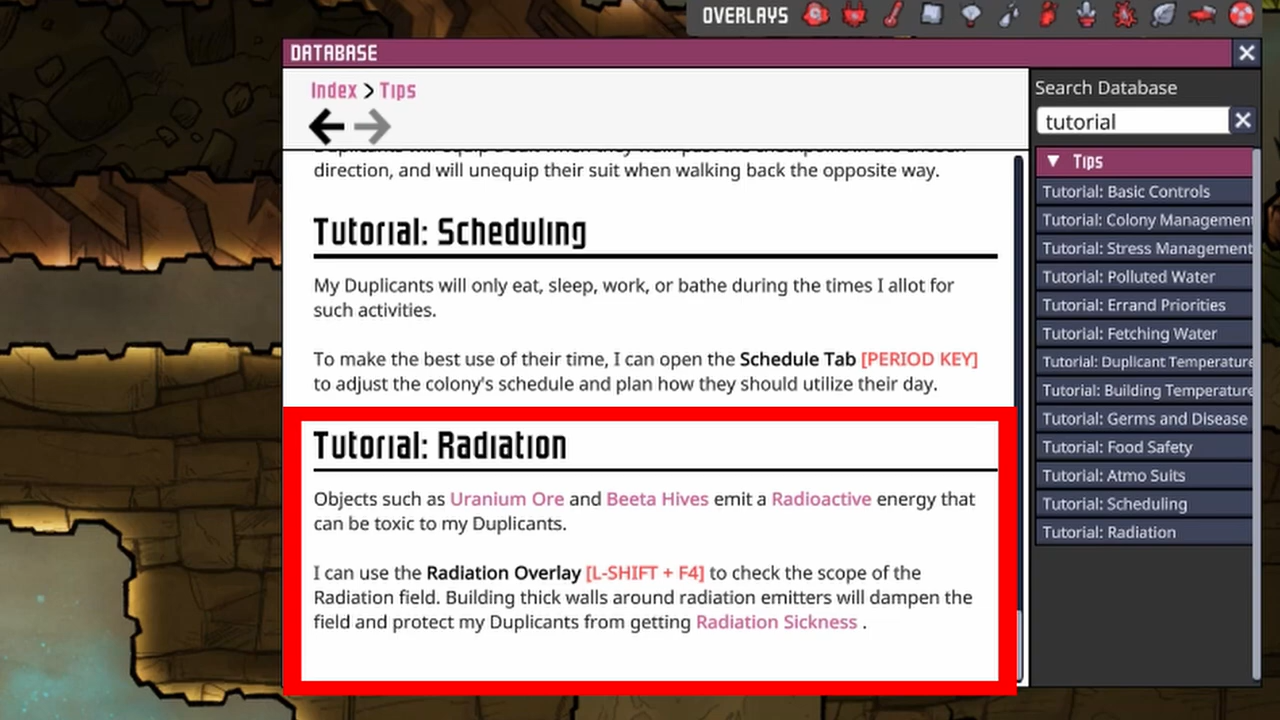 OVERLAYS
DATABASE
Index > Tips
direction, and will unequip their suit when walking back the opposite way.
Tutorial: Scheduling
My Duplicants will only eat, sleep, work, or bathe during the times I allot for
such activities.
To make the best use of their time, I can open the Schedule Tab [PERIOD KEY]
to adjust the colony's schedule and plan how they should utilize their day.
Tutorial: Radiation
Objects such as Uranium Ore and Beeta Hives emit a Radioactive energy that
can be toxic to my Duplicants.
I can use the Radiation Overlay [L-SHIFT + F4] to check the scope of the
Radiation field. Building thick walls around radiation emitters will dampen the
field and protect my Duplicants from getting Radiation Sickness .
Search Database
tutorial
Tips
Tutorial: Basic Controls
Tutorial: Colony Management
Tutorial: Stress Management
Tutorial: Polluted Water
Tutorial: Errand Priorities
Tutorial: Fetching Water
Tutorial: Duplicant Temperature
Tutorial: Building Temperature
Tutorial: Germs and Disease
Tutorial: Food Safety
Tutorial: Atmo Suits
Tutorial: Scheduling
Tutorial: Radiation